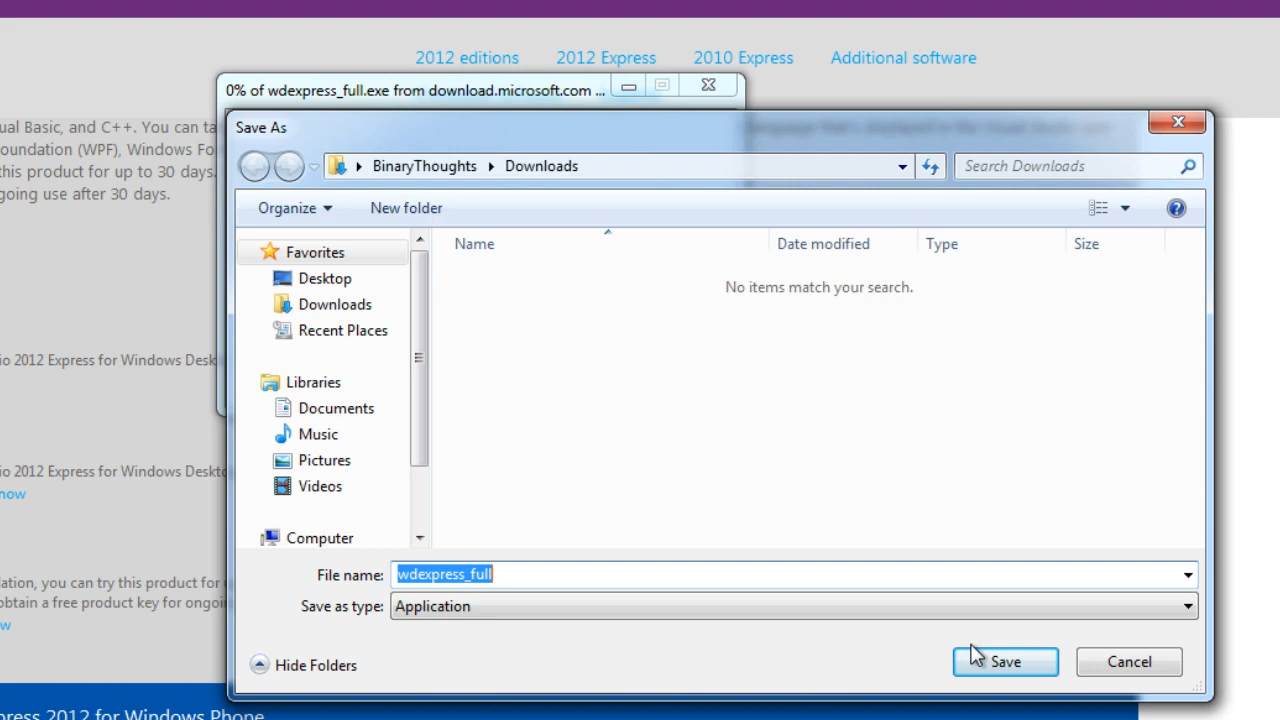 2012 editions 2012 Express 2010 Express Additional software
0% of wdexpress_full.exe from download.microsoft.com ...
Save As
ual Basic, and C++. You can ta
oundation (WPF), Windows Fo
this product for up to 30 days.
going use after 30 days.
BinaryThoughts Downloads
Search Downloads
Organize New folder
Favorites
Desktop
Downloads
Recent Places
Libraries
Documents
Music
Pictures
Videos
Computer
Name Date modified Type Size
No items match your search.
io 2012 Express for Windows Desk
io 2012 Express for Windows Deskto
now
File name: wdexpress_full
Save as type: Application
lation, you can try this product for
obtain a free product key for ongoi
w
Hide Folders
Save Cancel
press 2012 for Windows Phone